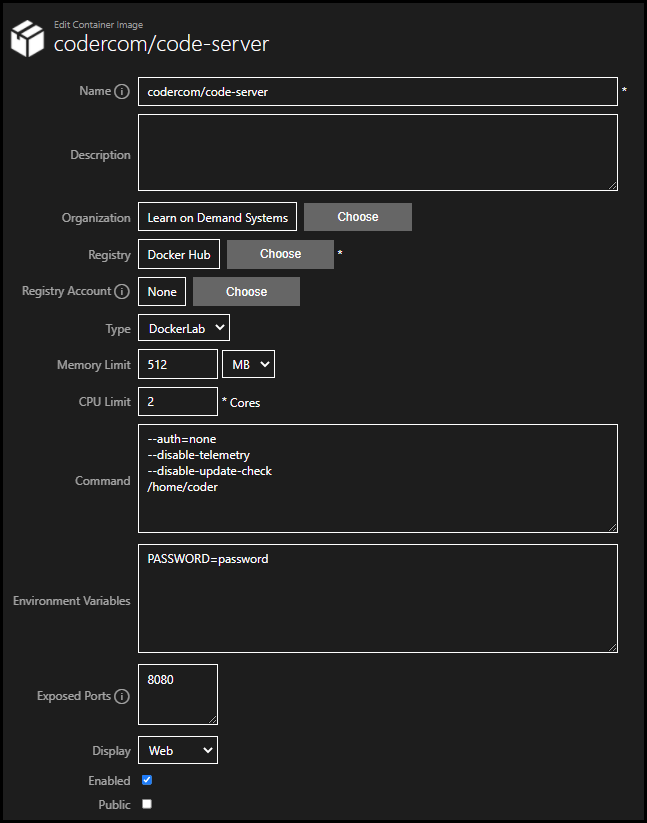 Edit Container Image
codercom/code-server
Name codercom/code-server *
Description
Organization Learn on Demand Systems Choose
Registry Docker Hub Choose *
Registry Account None Choose
Type DockerLab
Memory Limit 512 MB
CPU Limit 2 * Cores
--auth=none
--disable-telemetry
--disable-update-check
/home/coder
Command
PASSWORD=password
Environment Variables
8080
Exposed Ports
Display Web
Enabled
Public